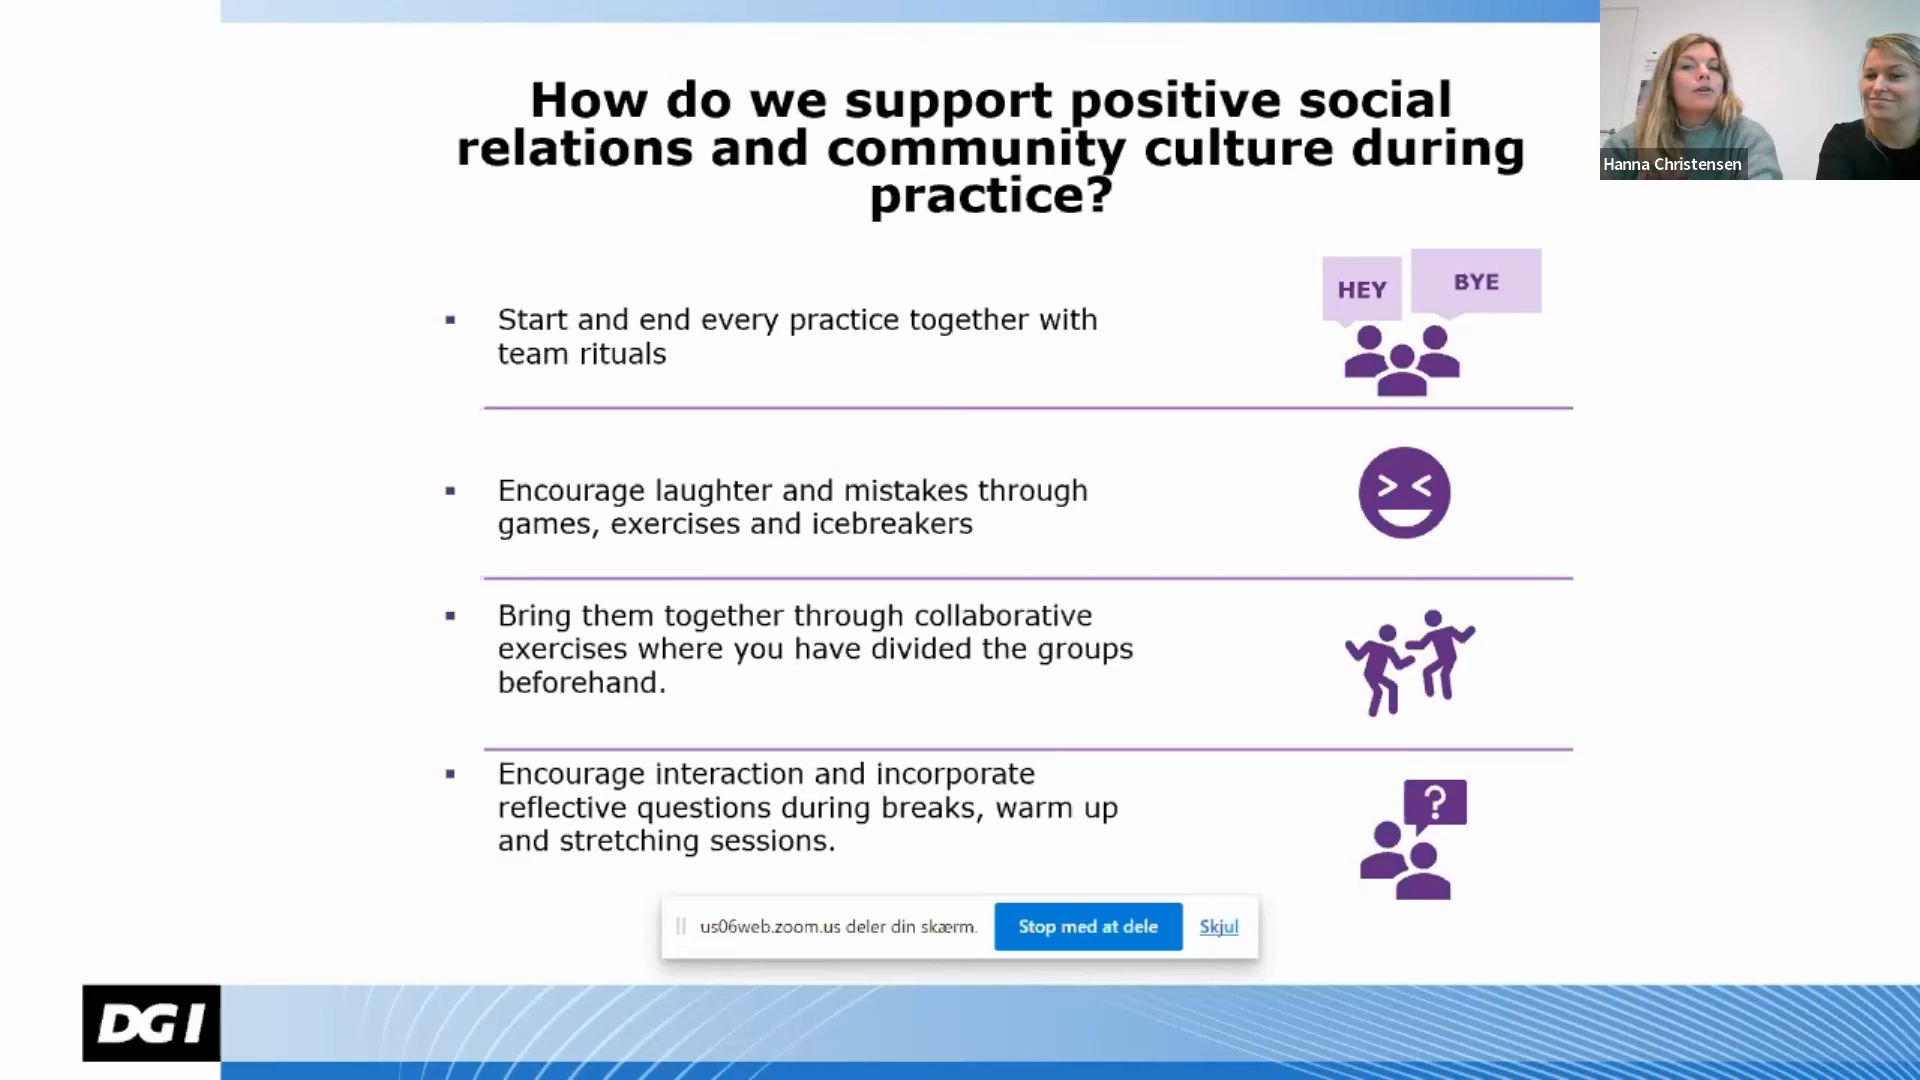 How do we support positive social
relations and community culture during
practice?
Hanna Christensen
HEY
BYE
Start and end every practice together with
team rituals
Encourage laughter and mistakes through
games, exercises and icebreakers
Bring them together through collaborative
exercises where you have divided the groups
beforehand.
Encourage interaction and incorporate
reflective questions during breaks, warm up
and stretching sessions.
?
us06web.zoom.us deler din skærm.
Stop med at dele
Skjul
DGI